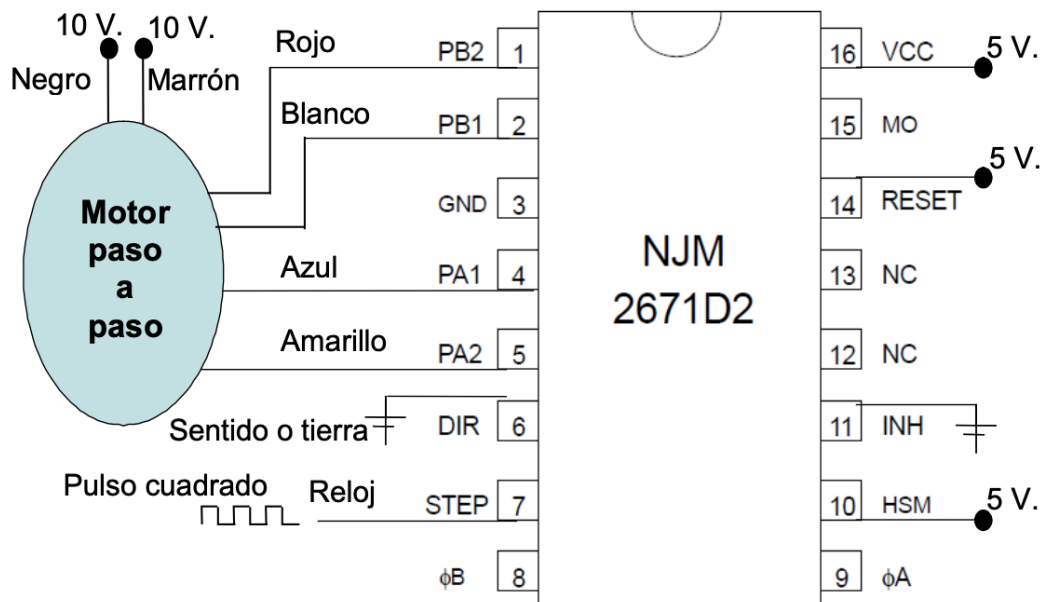 10 V. 10 V.
Negro Marrón
Rojo
Blanco
Azul
Amarillo
Motor
paso
a
paso
Sentido o tierra
Pulso cuadrado
Reloj
PB2 1
PB1 2
GND 3
PA1 4
PA2 5
DIR 6
STEP 7
ϕB 8
NJM
2671D2
16 VCC 5 V.
15 MO
5 V.
14 RESET
13 NC
12 NC
11 INH
10 HSM 5 V.
9 ϕA